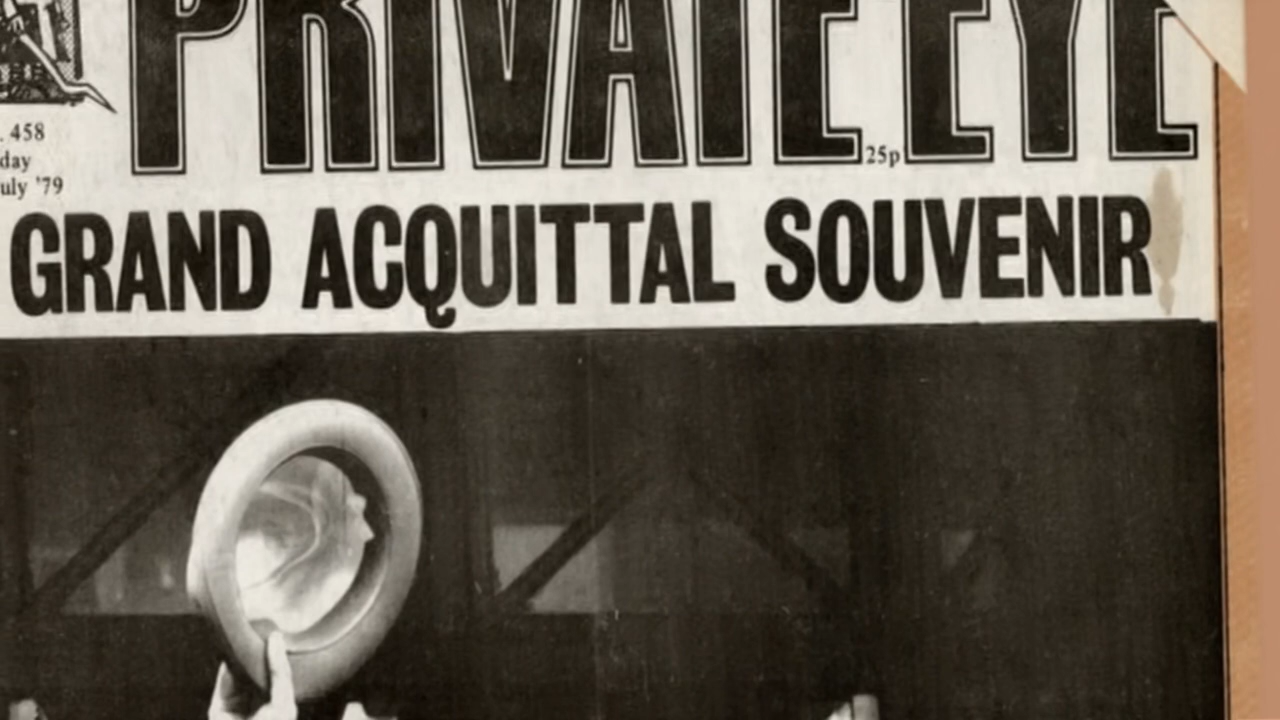 PRIVATE EYE
. 458
day
uly '79
25p
GRAND ACQUITTAL SOUVENIR